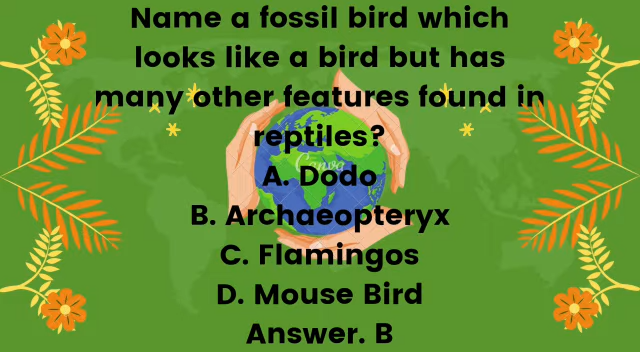 Name a fossil bird which
looks like a bird but has
many other features found in
reptiles?
Canva
A. Dodo
B. Archaeopteryx
C. Flamingos
D. Mouse Bird
Answer. B